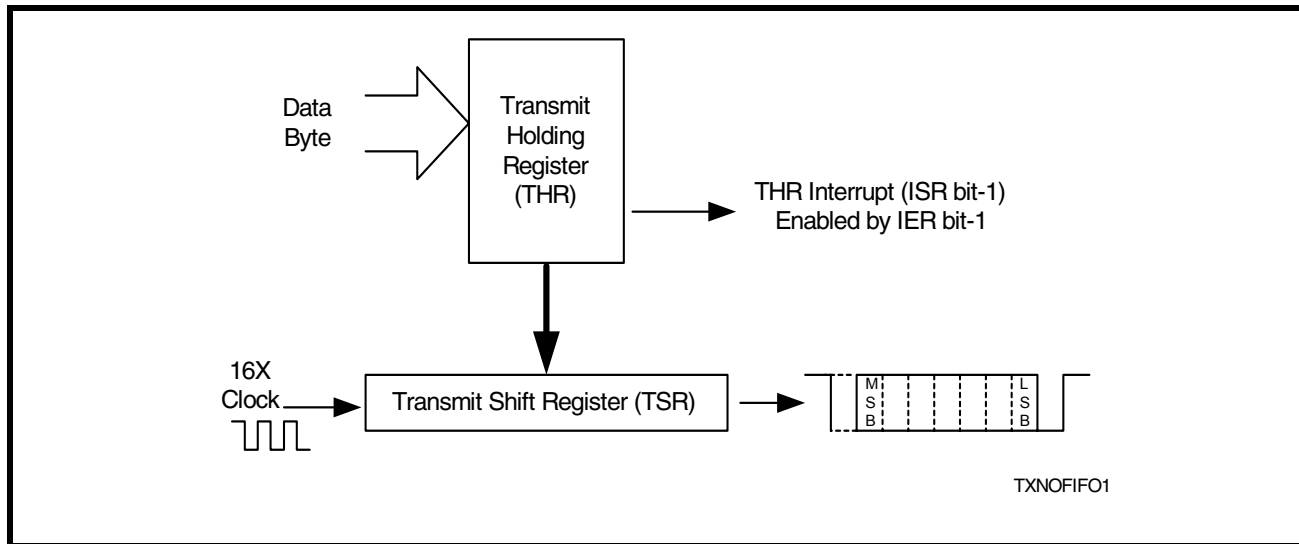 Data
Byte
Transmit
Holding
Register
(THR)
THR Interrupt (ISR bit-1)
Enabled by IER bit-1
16X
Clock
Transmit Shift Register (TSR)
M
S
B
L
S
B
TXNOFIFO1